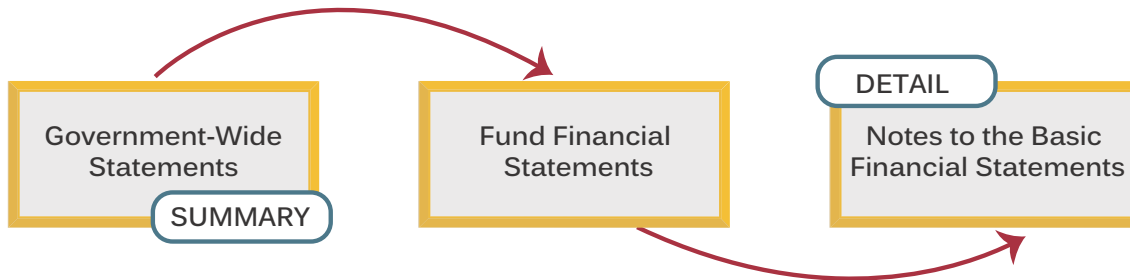 Government-Wide
Statements
SUMMARY
Fund Financial
Statements
DETAIL
Notes to the Basic
Financial Statements